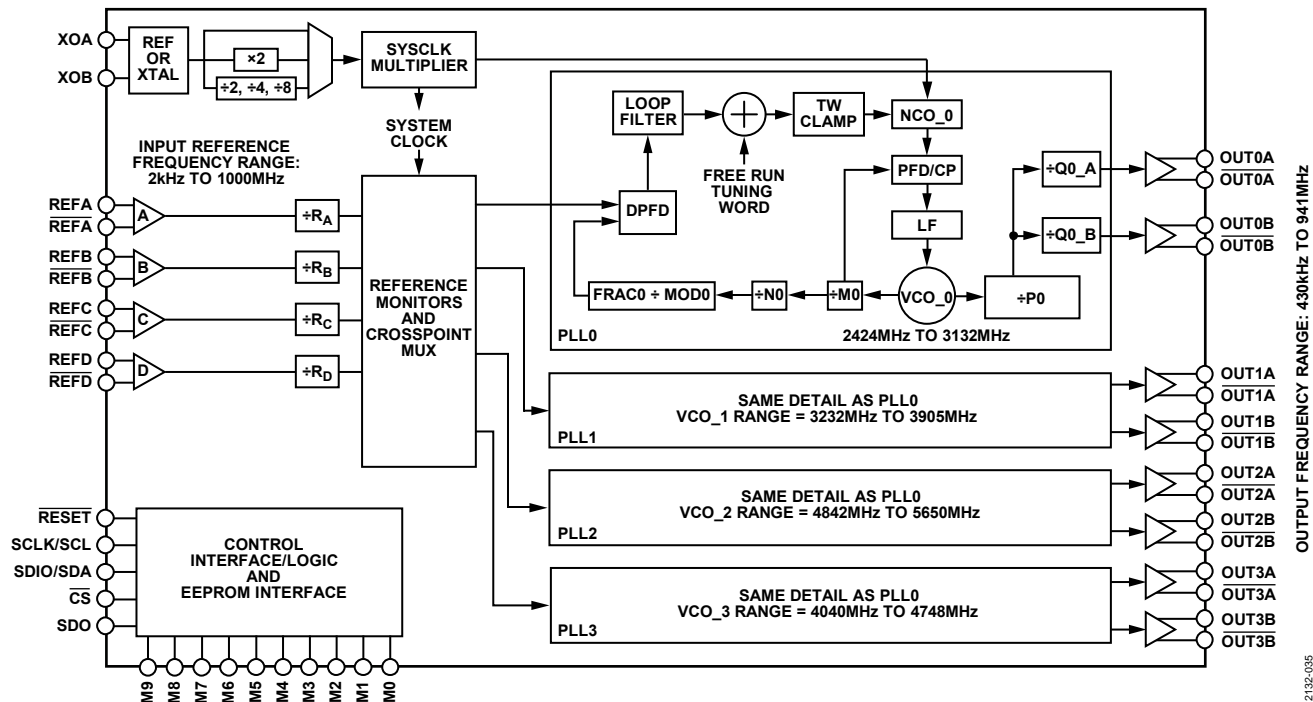 XOA
XOB
REF
OR
XTAL
×2
÷2, ÷4, ÷8
SYSCLK
MULTIPLIER
SYSTEM
CLOCK
INPUT REFERENCE
FREQUENCY RANGE:
2kHz TO 1000MHz
REFA
REFA
A
÷RA
REFB
REFB
B
÷RB
REFC
REFC
C
÷RC
REFD
REFD
D
÷RD
REFERENCE
MONITORS
AND
CROSSPOINT
MUX
LOOP
FILTER
+
TW
CLAMP
NCO_0
FREE RUN
TUNING
WORD
DPFD
PFD/CP
LF
FRAC0 ÷ MOD0
÷N0
÷M0
VCO_0
÷P0
÷Q0_A
÷Q0_B
PLL0
2424MHz TO 3132MHz
OUT0A
OUT0A
OUT0B
OUT0B
SAME DETAIL AS PLL0
VCO_1 RANGE = 3232MHz TO 3905MHz
PLL1
OUT1A
OUT1A
OUT1B
OUT1B
SAME DETAIL AS PLL0
VCO_2 RANGE = 4842MHz TO 5650MHz
PLL2
OUT2A
OUT2A
OUT2B
OUT2B
SAME DETAIL AS PLL0
VCO_3 RANGE = 4040MHz TO 4748MHz
PLL3
OUT3A
OUT3A
OUT3B
OUT3B
OUTPUT FREQUENCY RANGE: 430kHz TO 941MHz
RESET
SCLK/SCL
SDIO/SDA
CS
SDO
CONTROL
INTERFACE/LOGIC
AND
EEPROM INTERFACE
M9
M8
M7
M6
M5
M4
M3
M2
M1
M0
2132-035